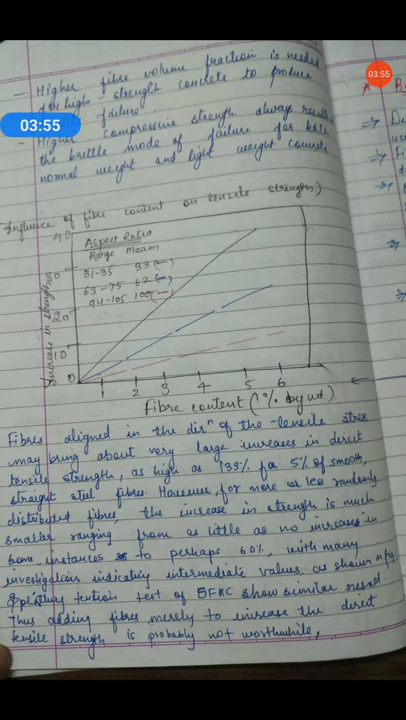 03:55
03:55
- Higher fibre volume fraction is needed
for high-strength concrete to produce
failure.
- Higher compressive strength always results
the brittle mode of failure for both
normal weight and light weight concrete
Influence of fibre content on tensile strength)
Aspect Ratio
Range Mean
31-35 33 (—)
63-75 62 (—)
94-105 100 (—)
Increase in strength
40
30
20
10
0
1 2 3 4 5 6
Fibre content (% by wt)
Fibres aligned in the dirⁿ of the tensile stress
may bring about very large increases in direct
tensile strength, as high as 133% for 5% of smooth,
straight steel fibres. However, for more or less randomly
distributed fibres, the increase in strength is much
smaller ranging from as little as no increase in
some instances to perhaps 60%, with many
investigations indicating intermediate values, as shown in fig
Splitting tension test of SFRC show similar result.
Thus adding fibres merely to increase the direct
tensile strength is probably not worthwhile,